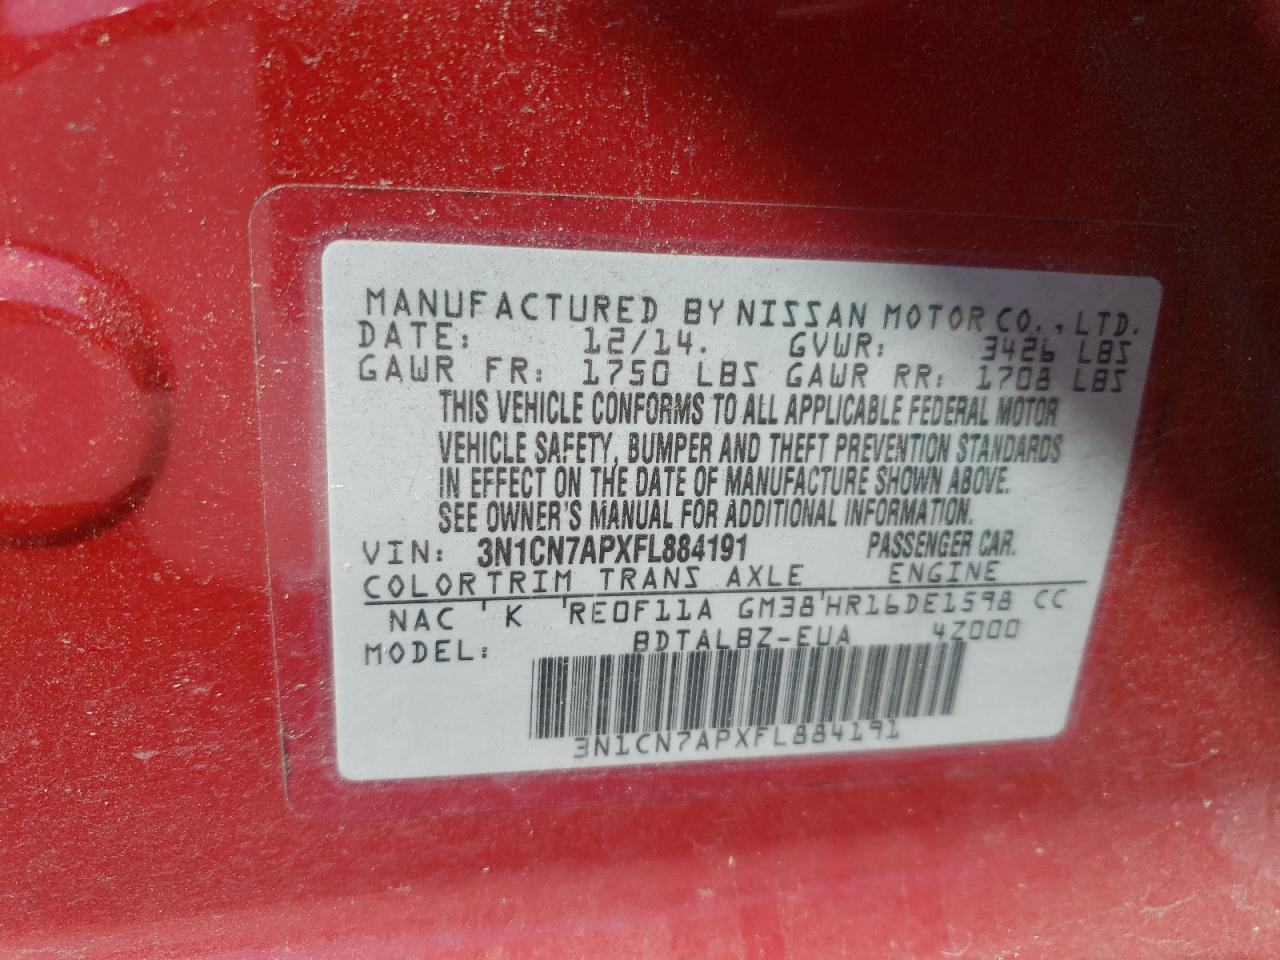 MANUFACTURED BY NISSAN MOTOR CO., LTD.
DATE: 12/14. GVWR: 3426 LBS
GAWR FR: 1750 LBS GAWR RR: 1708 LBS
THIS VEHICLE CONFORMS TO ALL APPLICABLE FEDERAL MOTOR
VEHICLE SAFETY, BUMPER AND THEFT PREVENTION STANDARDS
IN EFFECT ON THE DATE OF MANUFACTURE SHOWN ABOVE.
SEE OWNER'S MANUAL FOR ADDITIONAL INFORMATION.
VIN: 3N1CN7APXFL884191 PASSENGER CAR.
COLOR TRIM TRANS AXLE ENGINE
NAC K RE0F11A GM38 HR16DE1598 CC
MODEL: BDTALBZ-EUA 4Z000
3N1CN7APXFL884191